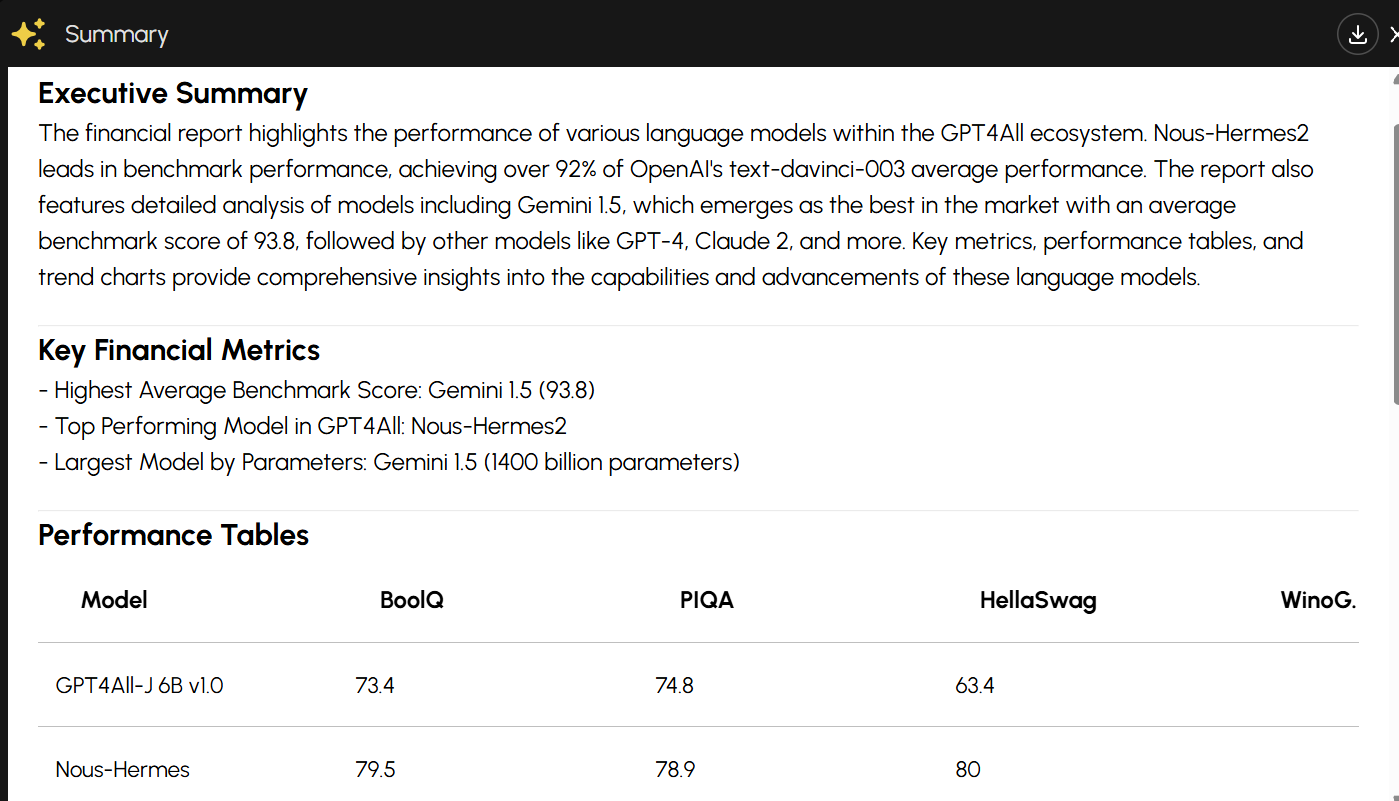 Summary
Executive Summary
The financial report highlights the performance of various language models within the GPT4All ecosystem. Nous-Hermes2
leads in benchmark performance, achieving over 92% of OpenAI's text-davinci-003 average performance. The report also
features detailed analysis of models including Gemini 1.5, which emerges as the best in the market with an average
benchmark score of 93.8, followed by other models like GPT-4, Claude 2, and more. Key metrics, performance tables, and
trend charts provide comprehensive insights into the capabilities and advancements of these language models.
Key Financial Metrics
- Highest Average Benchmark Score: Gemini 1.5 (93.8)
- Top Performing Model in GPT4All: Nous-Hermes2
- Largest Model by Parameters: Gemini 1.5 (1400 billion parameters)
Performance Tables
Model BoolQ PIQA HellaSwag WinoG.
GPT4All-J 6B v1.0 73.4 74.8 63.4
Nous-Hermes 79.5 78.9 80